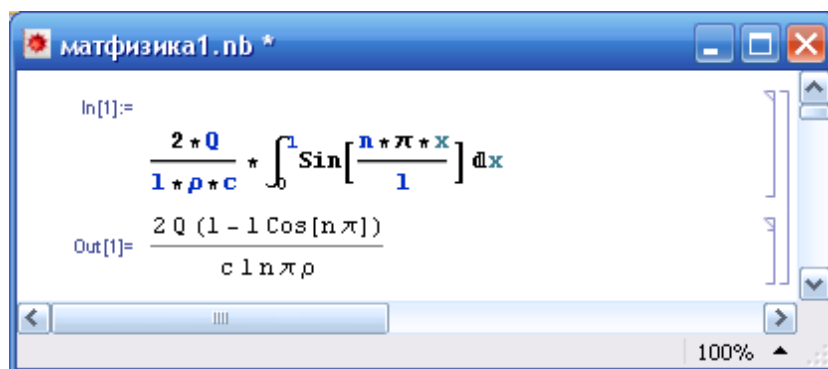 матфизика1.nb *
In[1]:=
2 * Q / l * ρ * c * ∫₀ˡ Sin[n * π * x / l] ⅆx
Out[1]= 2 Q (l - l Cos[n π]) / c l n π ρ
100%